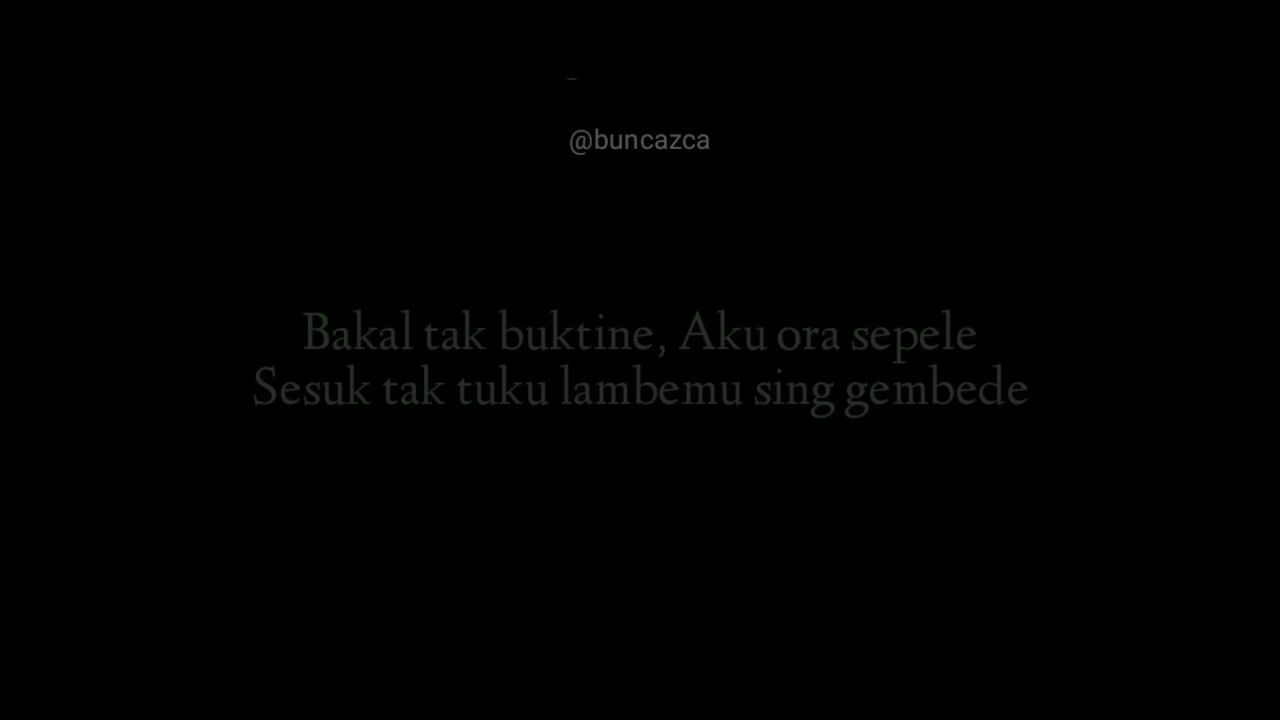 @buncazca
Bakal tak buktine, Aku ora sepele
Sesuk tak tuku lambemu sing gembede